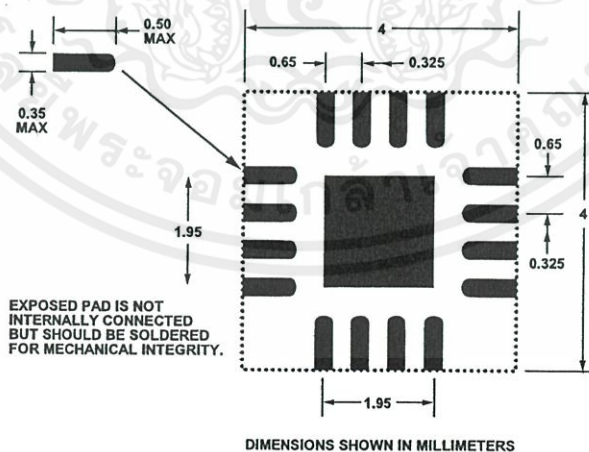 0.50
MAX
0.35
MAX
4
0.65
0.325
0.65
0.325
4
1.95
1.95
EXPOSED PAD IS NOT
INTERNALLY CONNECTED
BUT SHOULD BE SOLDERED
FOR MECHANICAL INTEGRITY.
DIMENSIONS SHOWN IN MILLIMETERS